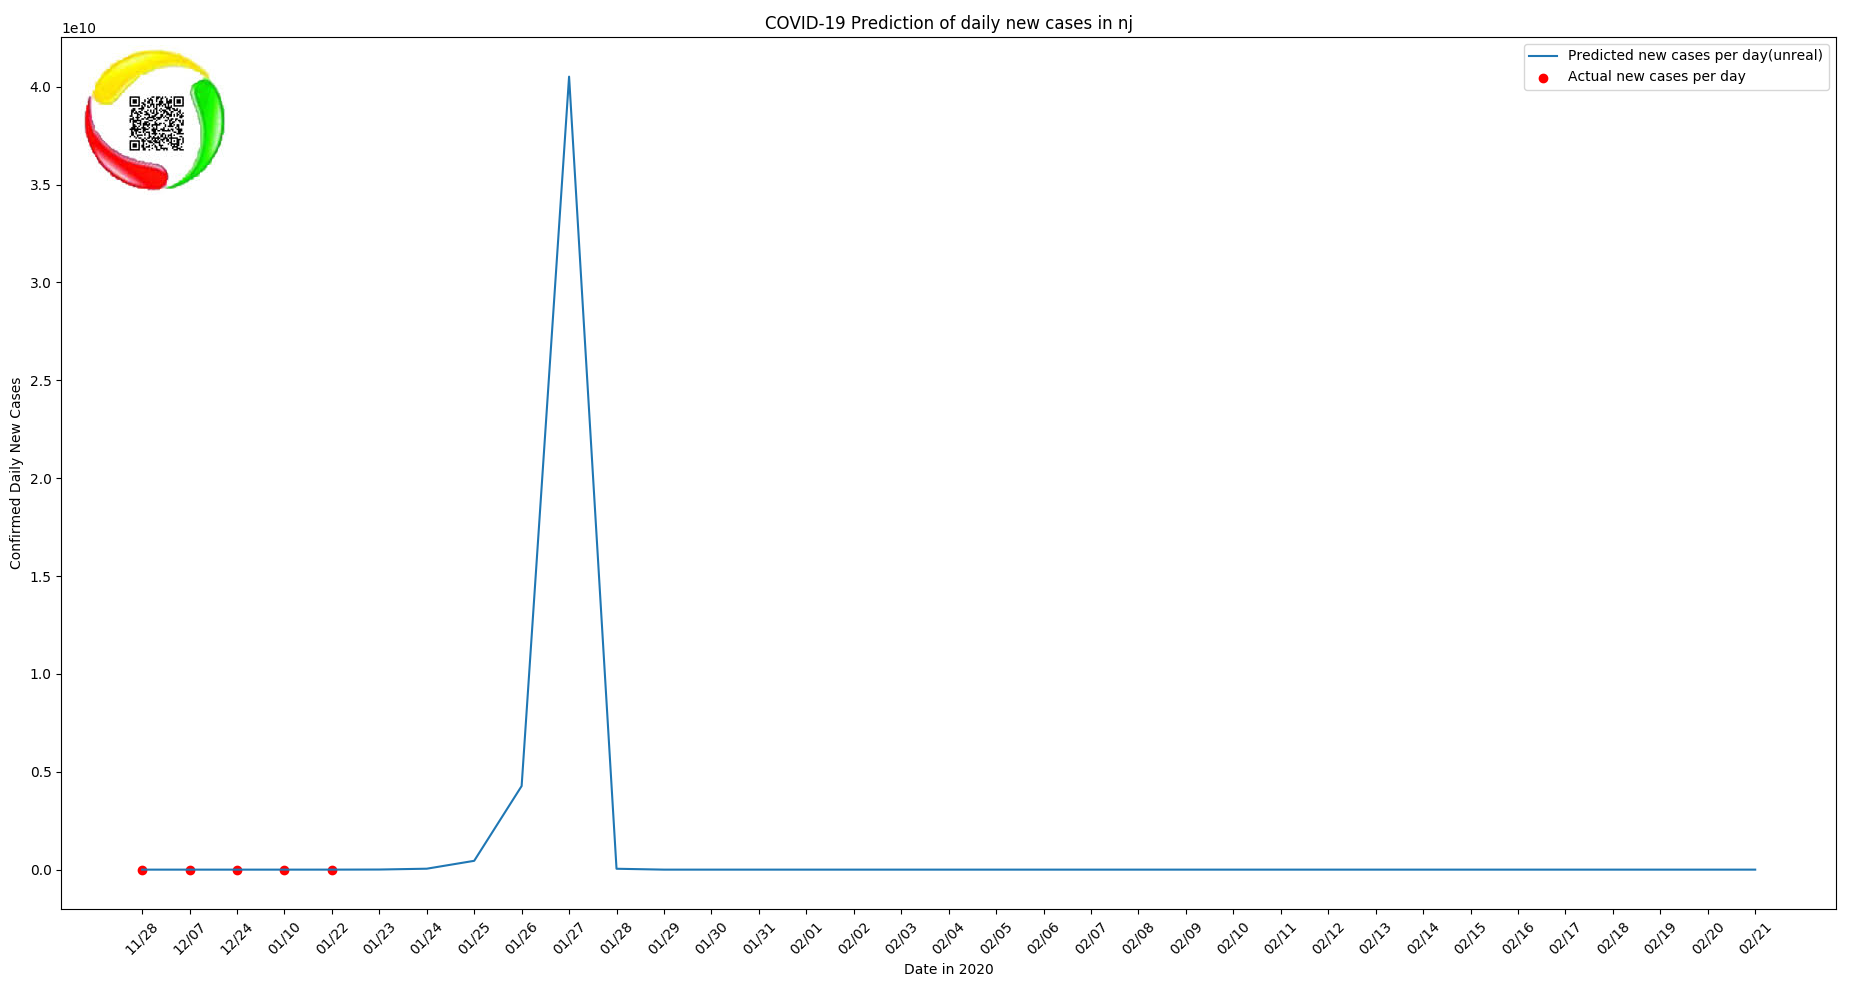 COVID-19 Prediction of daily new cases in nj
1e10
Predicted new cases per day(unreal)
Actual new cases per day
4.0
3.5
3.0
2.5
2.0
1.5
1.0
0.5
0.0
Confirmed Daily New Cases
11/28 12/07 12/24 01/10 01/22 01/23 01/24 01/25 01/26 01/27 01/28 01/29 01/30 01/31 02/01 02/02 02/03 02/04 02/05 02/06 02/07 02/08 02/09 02/10 02/11 02/12 02/13 02/14 02/15 02/16 02/17 02/18 02/19 02/20 02/21
Date in 2020